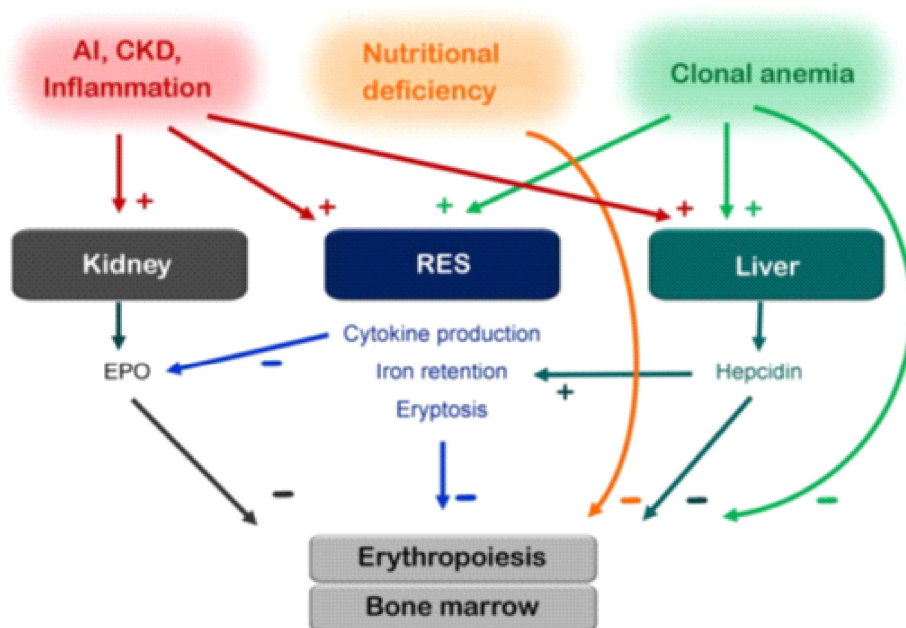 AI, CKD,
Inflammation
Nutritional
deficiency
Clonal anemia
+
+
+
+
+
Kidney
RES
Liver
Cytokine production
EPO
−
Iron retention
+
Hepcidin
Eryptosis
−
−
−
−
−
Erythropoiesis
Bone marrow